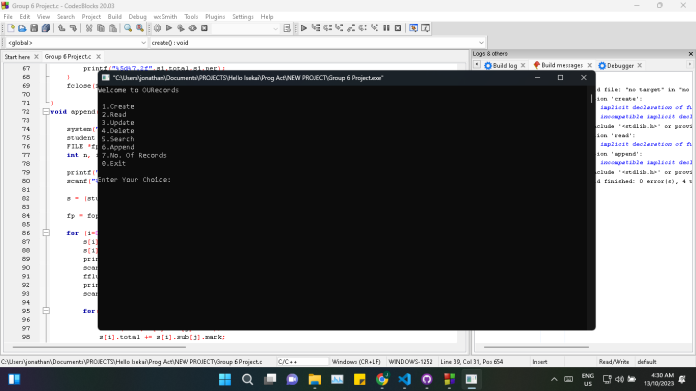 Group 6 Project.c - Code::Blocks 20.03
File Edit View Search Project Build Debug wxSmith Tools Plugins Settings Help
<global>
create() : void
Start here
Group 6 Project.c
Logs & others
Build log
Build messages
Debugger
67
printf("%5d%7.2f",s1.total,s1.per);
68
69
fclose(
70
71
72
void append
73
74
system(
75
student
76
FILE *fp
77
int n,
78
79
printf("
80
scanf("%
81
82
s = (st
83
84
fp = fop
85
86
for (i=
87
s[i]
88
s[i]
89
pri
90
scan
91
ffl
92
pri
93
scan
94
95
for
96
97
98
s[i].total += s[i].sub[j].mark;
"C:\Users\jonathan\Documents\PROJECTS\Hello Isekai\Prog Act\NEW PROJECT\Group 6 Project.exe"
Welcome to OURecords
1.Create
2.Read
3.Update
4.Delete
5.Search
6.Append
7.No. Of Records
0.Exit
Enter Your Choice:
ld file: "no target" in "no
ion 'create':
implicit declaration of fu
incompatible implicit decl
clude '<stdlib.h>' or provi
ion 'read':
implicit declaration of fu
ion 'append':
implicit declaration of fu
incompatible implicit decl
clude '<stdlib.h>' or provi
d finished: 0 error(s), 4
C:\Users\jonathan\Documents\PROJECTS\Hello Isekai\Prog Act\NEW PROJECT\Group 6 Project.c
C/C++
Windows (CR+LF)
WINDOWS-1252
Line 39, Col 31, Pos 654
Insert
Read/Write
default
ENG
US
4:30 AM
13/10/2023